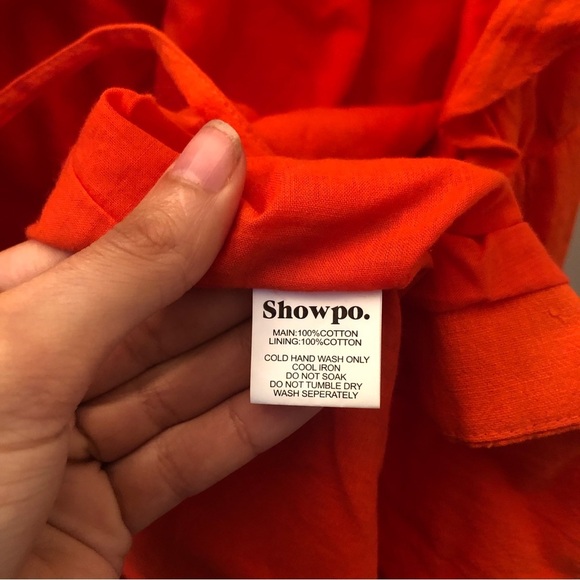 Showpo.
MAIN:100%COTTON
LINING:100%COTTON
COLD HAND WASH ONLY
COOL IRON
DO NOT SOAK
DO NOT TUMBLE DRY
WASH SEPERATELY